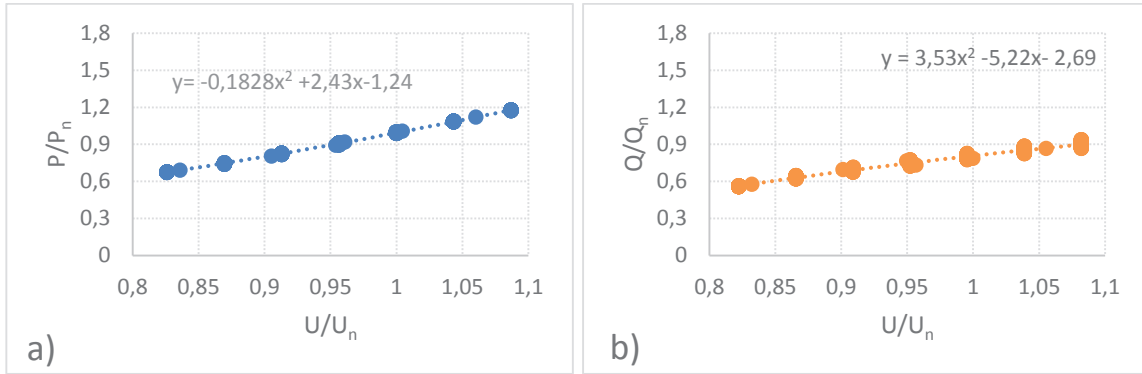 1,8
1,5
1,2
0,9
0,6
0,3
0
P/Pn
y= -0,1828x² +2,43x-1,24
0,8 0,85 0,9 0,95 1 1,05 1,1
U/Un
a)
1,8
1,5
1,2
0,9
0,6
0,3
0
Q/Qn
y = 3,53x² -5,22x- 2,69
0,8 0,85 0,9 0,95 1 1,05 1,1
U/Un
b)